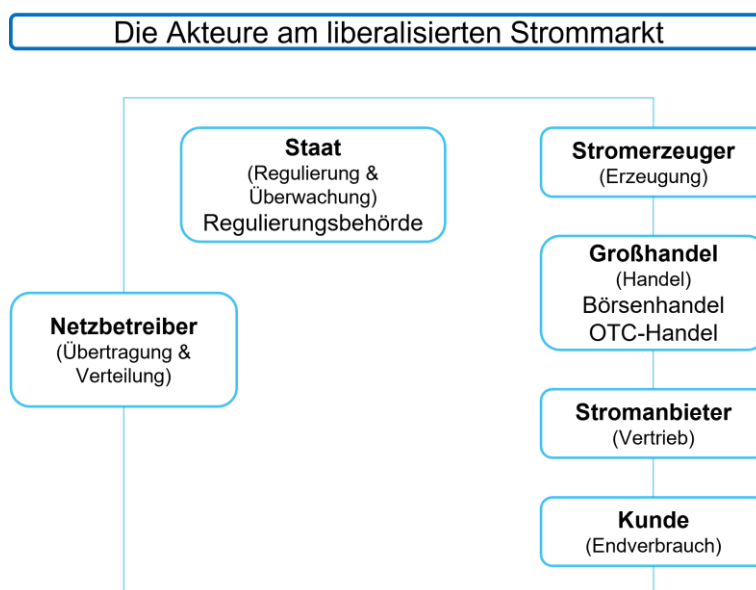 Die Akteure am liberalisierten Strommarkt
Staat
(Regulierung &
Überwachung)
Regulierungsbehörde
Stromerzeuger
(Erzeugung)
Großhandel
(Handel)
Börsenhandel
OTC-Handel
Netzbetreiber
(Übertragung &
Verteilung)
Stromanbieter
(Vertrieb)
Kunde
(Endverbrauch)